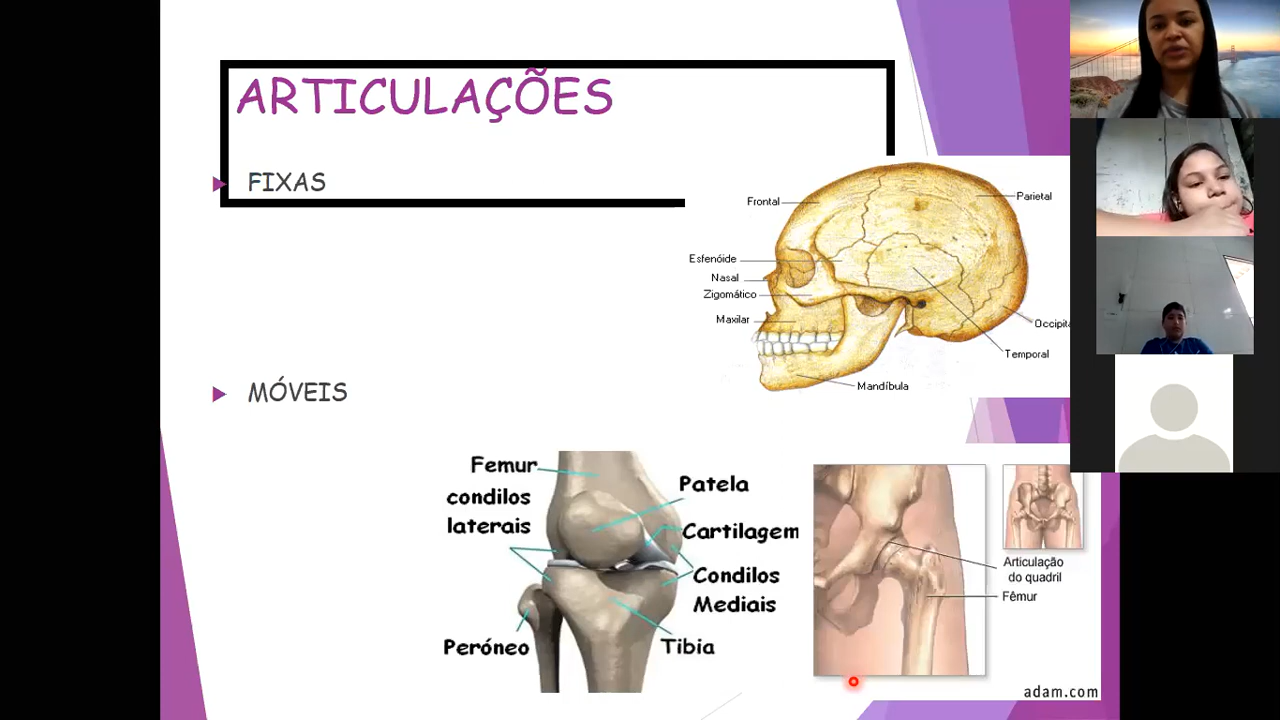 ARTICULAÇÕES
FIXAS
Frontal
Parietal
Esfenóide
Nasal
Zigomático
Maxilar
Occipit
Temporal
Mandíbula
MÓVEIS
Femur
condilos
laterais
Patela
Cartilagem
Condilos
Mediais
Peróneo
Tibia
Articulação
do quadril
Fêmur
adam.com